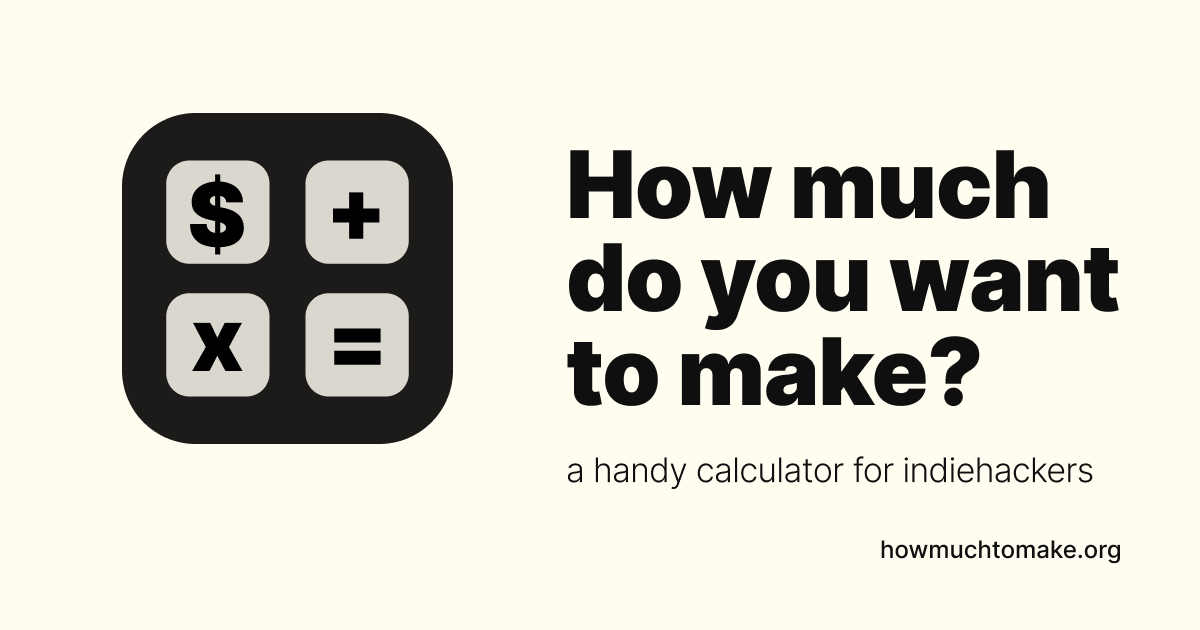 $ +
x =
How much
do you want
to make?
a handy calculator for indiehackers
howmuchtomake.org